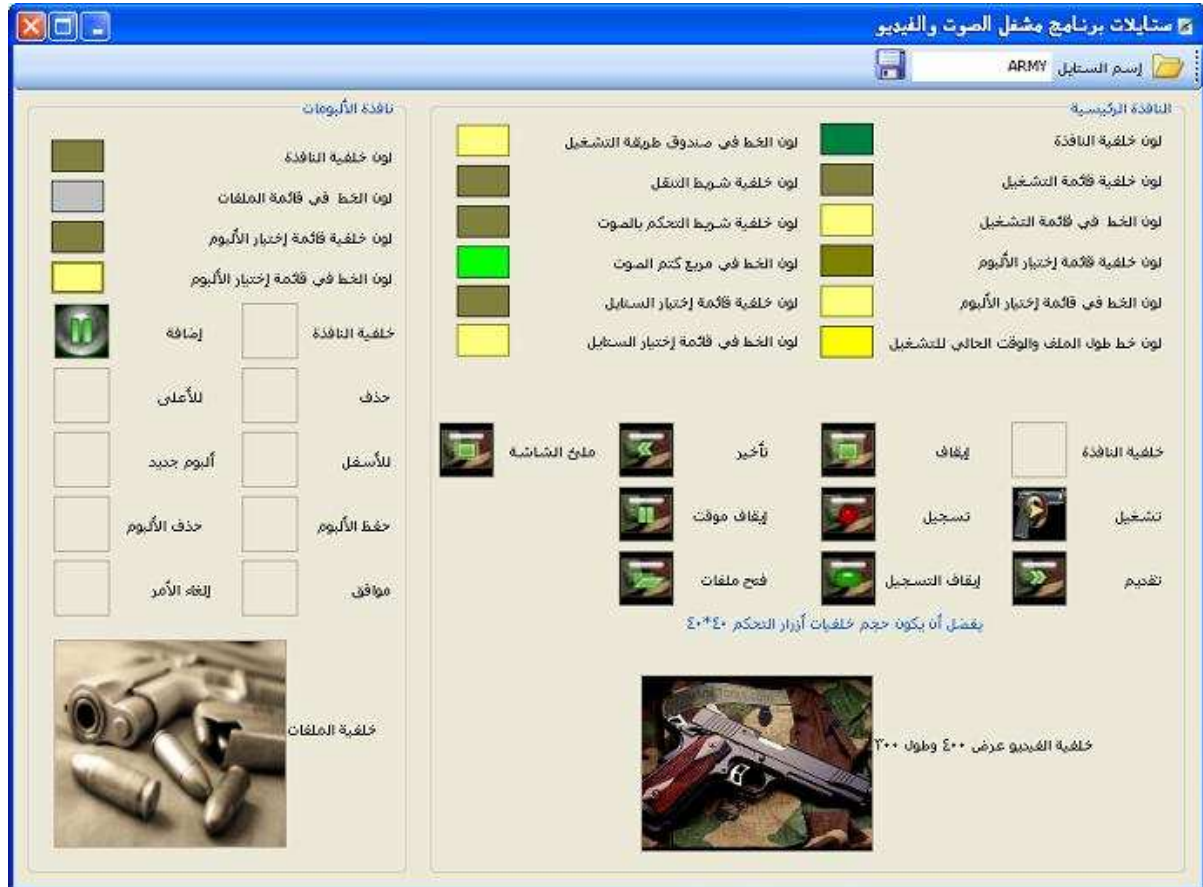 ستايلات برنامج مشغل الصوت والفيديو
إسم الستايل ARMY
النافذة الرئيسية
لون خلفية النافذة
لون خلفية قائمة التشغيل
لون الخط في قائمة التشغيل
لون خلفية قائمة إختيار الألبوم
لون الخط في قائمة إختيار الألبوم
لون خط طول الملف والوقت الحالي للتشغيل
لون الخط في صندوق طريقة التشغيل
لون خلفية شريط التنقل
لون خلفية شريط التحكم بالصوت
لون الخط في مربع كتم الصوت
لون خلفية قائمة إختيار الستايل
لون الخط في قائمة إختيار الستايل
خلفية النافذة
إيقاف
تأخير
ملئ الشاشة
تشغيل
تسجيل
إيقاف موقت
تقديم
إيقاف التسجيل
فتح ملفات
يفضل أن يكون حجم خلفيات أزرار التحكم ٤٠*٤٠
خلفية الفيديو عرض ٤٠٠ وطول ٣٠٠
نافذة الألبومات
لون خلفية النافذة
لون الخط في قائمة الملفات
لون خلفية قائمة إختيار الألبوم
لون الخط في قائمة إختيار الألبوم
خلفية النافذة
إضافة
حذف
للأعلى
للأسفل
ألبوم جديد
حفظ الألبوم
حذف الألبوم
موافق
إلغاء الأمر
خلفية الملفات